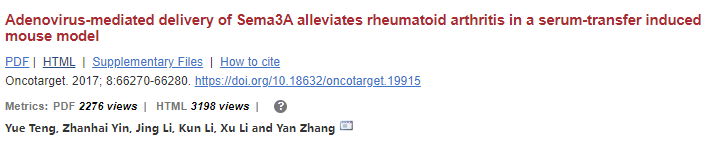 Adenovirus-mediated delivery of Sema3A alleviates rheumatoid arthritis in a serum-transfer induced
mouse model
PDF | HTML | Supplementary Files | How to cite
Oncotarget. 2017; 8:66270-66280. https://doi.org/10.18632/oncotarget.19915
Metrics: PDF 2276 views | HTML 3198 views | ?
Yue Teng, Zhanhai Yin, Jing Li, Kun Li, Xu Li and Yan Zhang